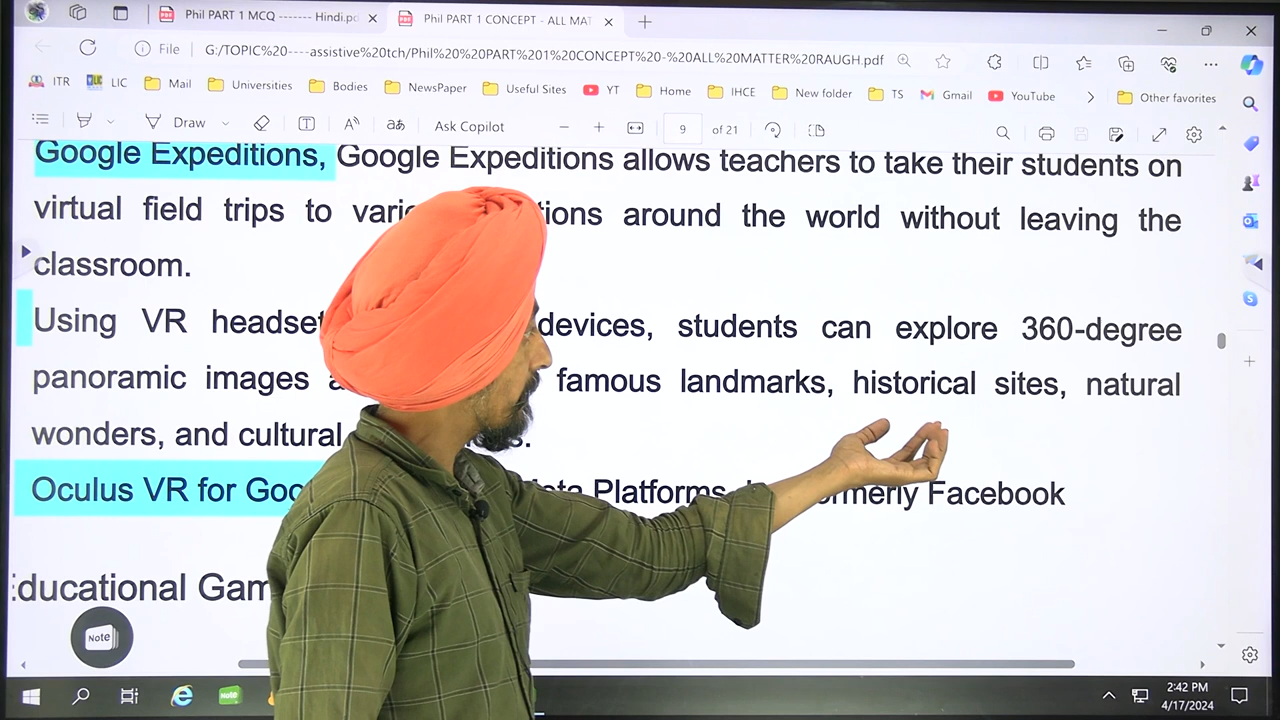 Phil PART 1 MCQ ------- Hindi.pd
Phil PART 1 CONCEPT - ALL MAT
File
G:/TOPIC%20----assistive%20tch/Phil%20%20PART%201%20CONCEPT%20-%20ALL%20MATTER%20RAUGH.pdf
ITR LIC Mail Universities Bodies NewsPaper Useful Sites YT Home IHCE New folder TS Gmail YouTube Other favorites
Draw Ask Copilot 9 of 21
Google Expeditions, Google Expeditions allows teachers to take their students on
virtual field trips to tions around the world without leaving the
classroom.
Using VR devices, students can explore 360-degree
panoramic images famous landmarks, historical sites, natural
wonders, and cultural
Oculus VR for Platforms, Facebook
Educational
Note
Note
2:42 PM
4/17/2024